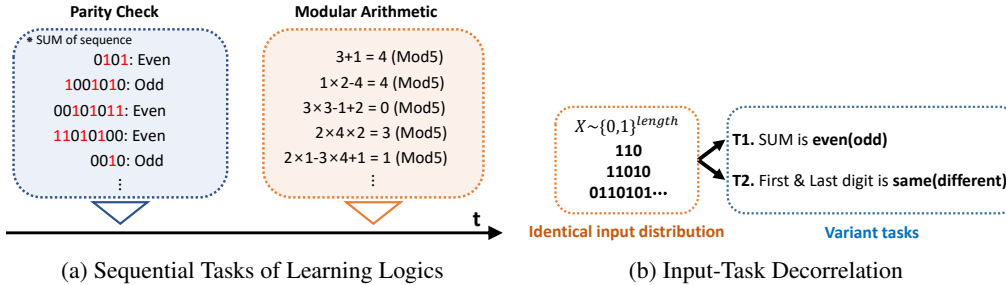 Parity Check
* SUM of sequence
0101: Even
1001010: Odd
00101011: Even
11010100: Even
0010: Odd
⋮
Modular Arithmetic
3+1 = 4 (Mod5)
1×2-4 = 4 (Mod5)
3×3-1+2 = 0 (Mod5)
2×4×2 = 3 (Mod5)
2×1-3×4+1 = 1 (Mod5)
⋮
t
(a) Sequential Tasks of Learning Logics
X~{0,1}^length
110
11010
0110101···
Identical input distribution
T1. SUM is even(odd)
T2. First & Last digit is same(different)
Variant tasks
(b) Input-Task Decorrelation